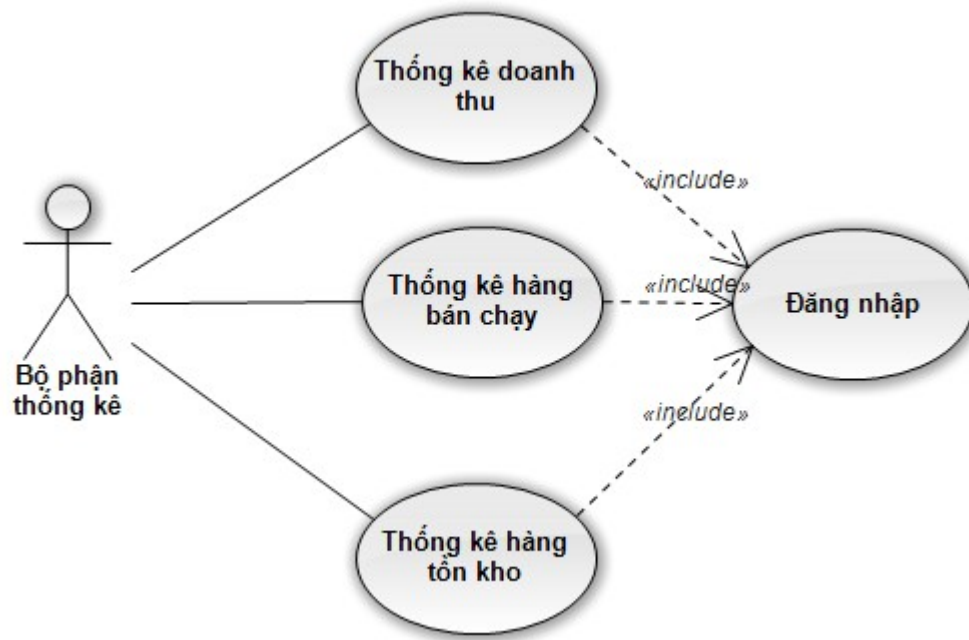 Thống kê doanh
thu
«include»
Thống kê hàng
bán chạy
«include»
Đăng nhập
Bộ phận
thống kê
«include»
Thống kê hàng
tồn kho